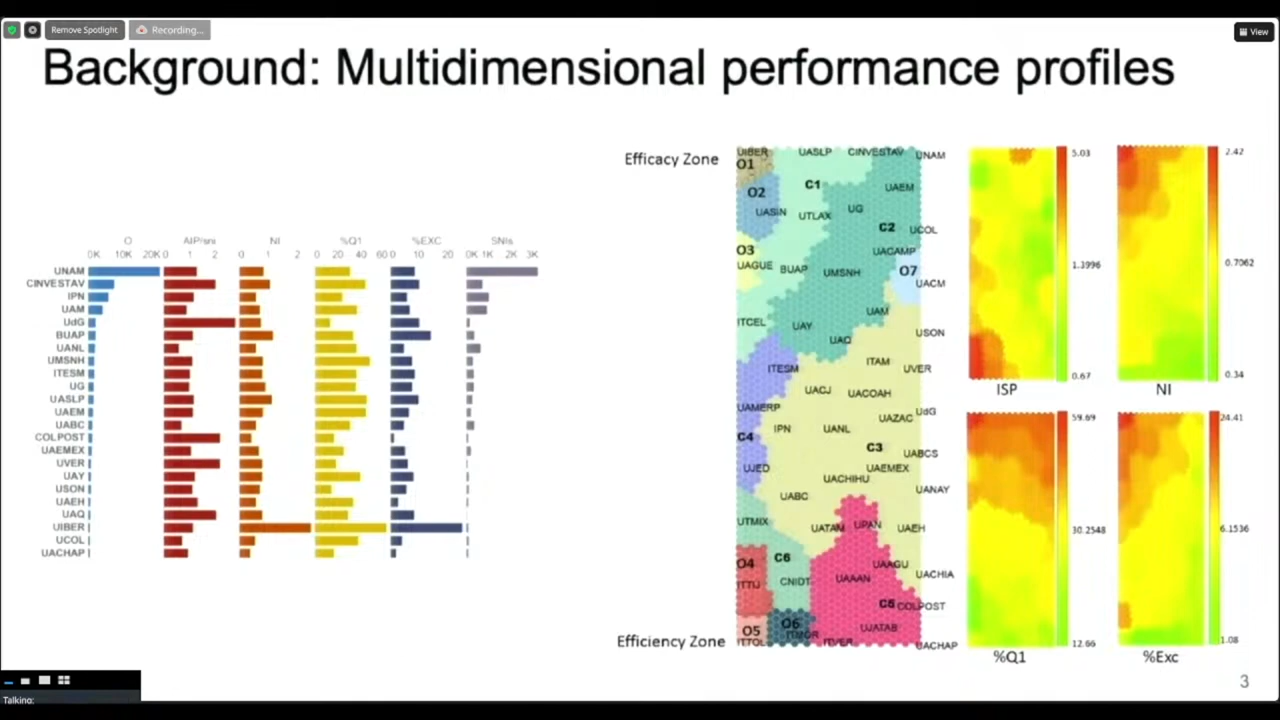 Remove Spotlight
Recording...
View
Background: Multidimensional performance profiles
O AIP/sni NI %Q1 %EXC SNIs
0K 10K 20K 0 1 2 0 1 2 0 20 40 60 0 10 20 0K 1K 2K 3K
UNAM
CINVESTAV
IPN
UAM
UdG
BUAP
UANL
UMSNH
ITESM
UG
UASLP
UAEM
UABC
COLPOST
UAEMEX
UVER
UAY
USON
UAEH
UAQ
UIBER
UCOL
UACHAP
Efficacy Zone
UIBER UASLP CINVESTAV UNAM
O1
C1
O2 UAEM
UASIN UTLAX UG
C2 UCOL
O3 UACAMP
UAGUE BUAP UMSNH O7
UACM
ITCEL UAY UAM
UAQ USON
ITAM
ITESM UVER
UACJ UACOAH
UAMERP UAZAC UdG
C4 IPN UANL
C3 UABCS
UJED UAEMEX
UACHIHU
UABC UANAY
UTMIX UATAM UPAN UAEH
C6
O4 UAAGU
ITTU CNIDT UAAAN UACHIA
C5 COLPOST
O5 O6 UJATAB
Efficiency Zone
ITTOL ITMOR ITVER UACHAP
5.03
1.1996
0.67
ISP
2.42
0.7062
0.34
NI
59.69
30.2548
12.66
%Q1
24.41
6.1536
1.08
%Exc
3
Talking: